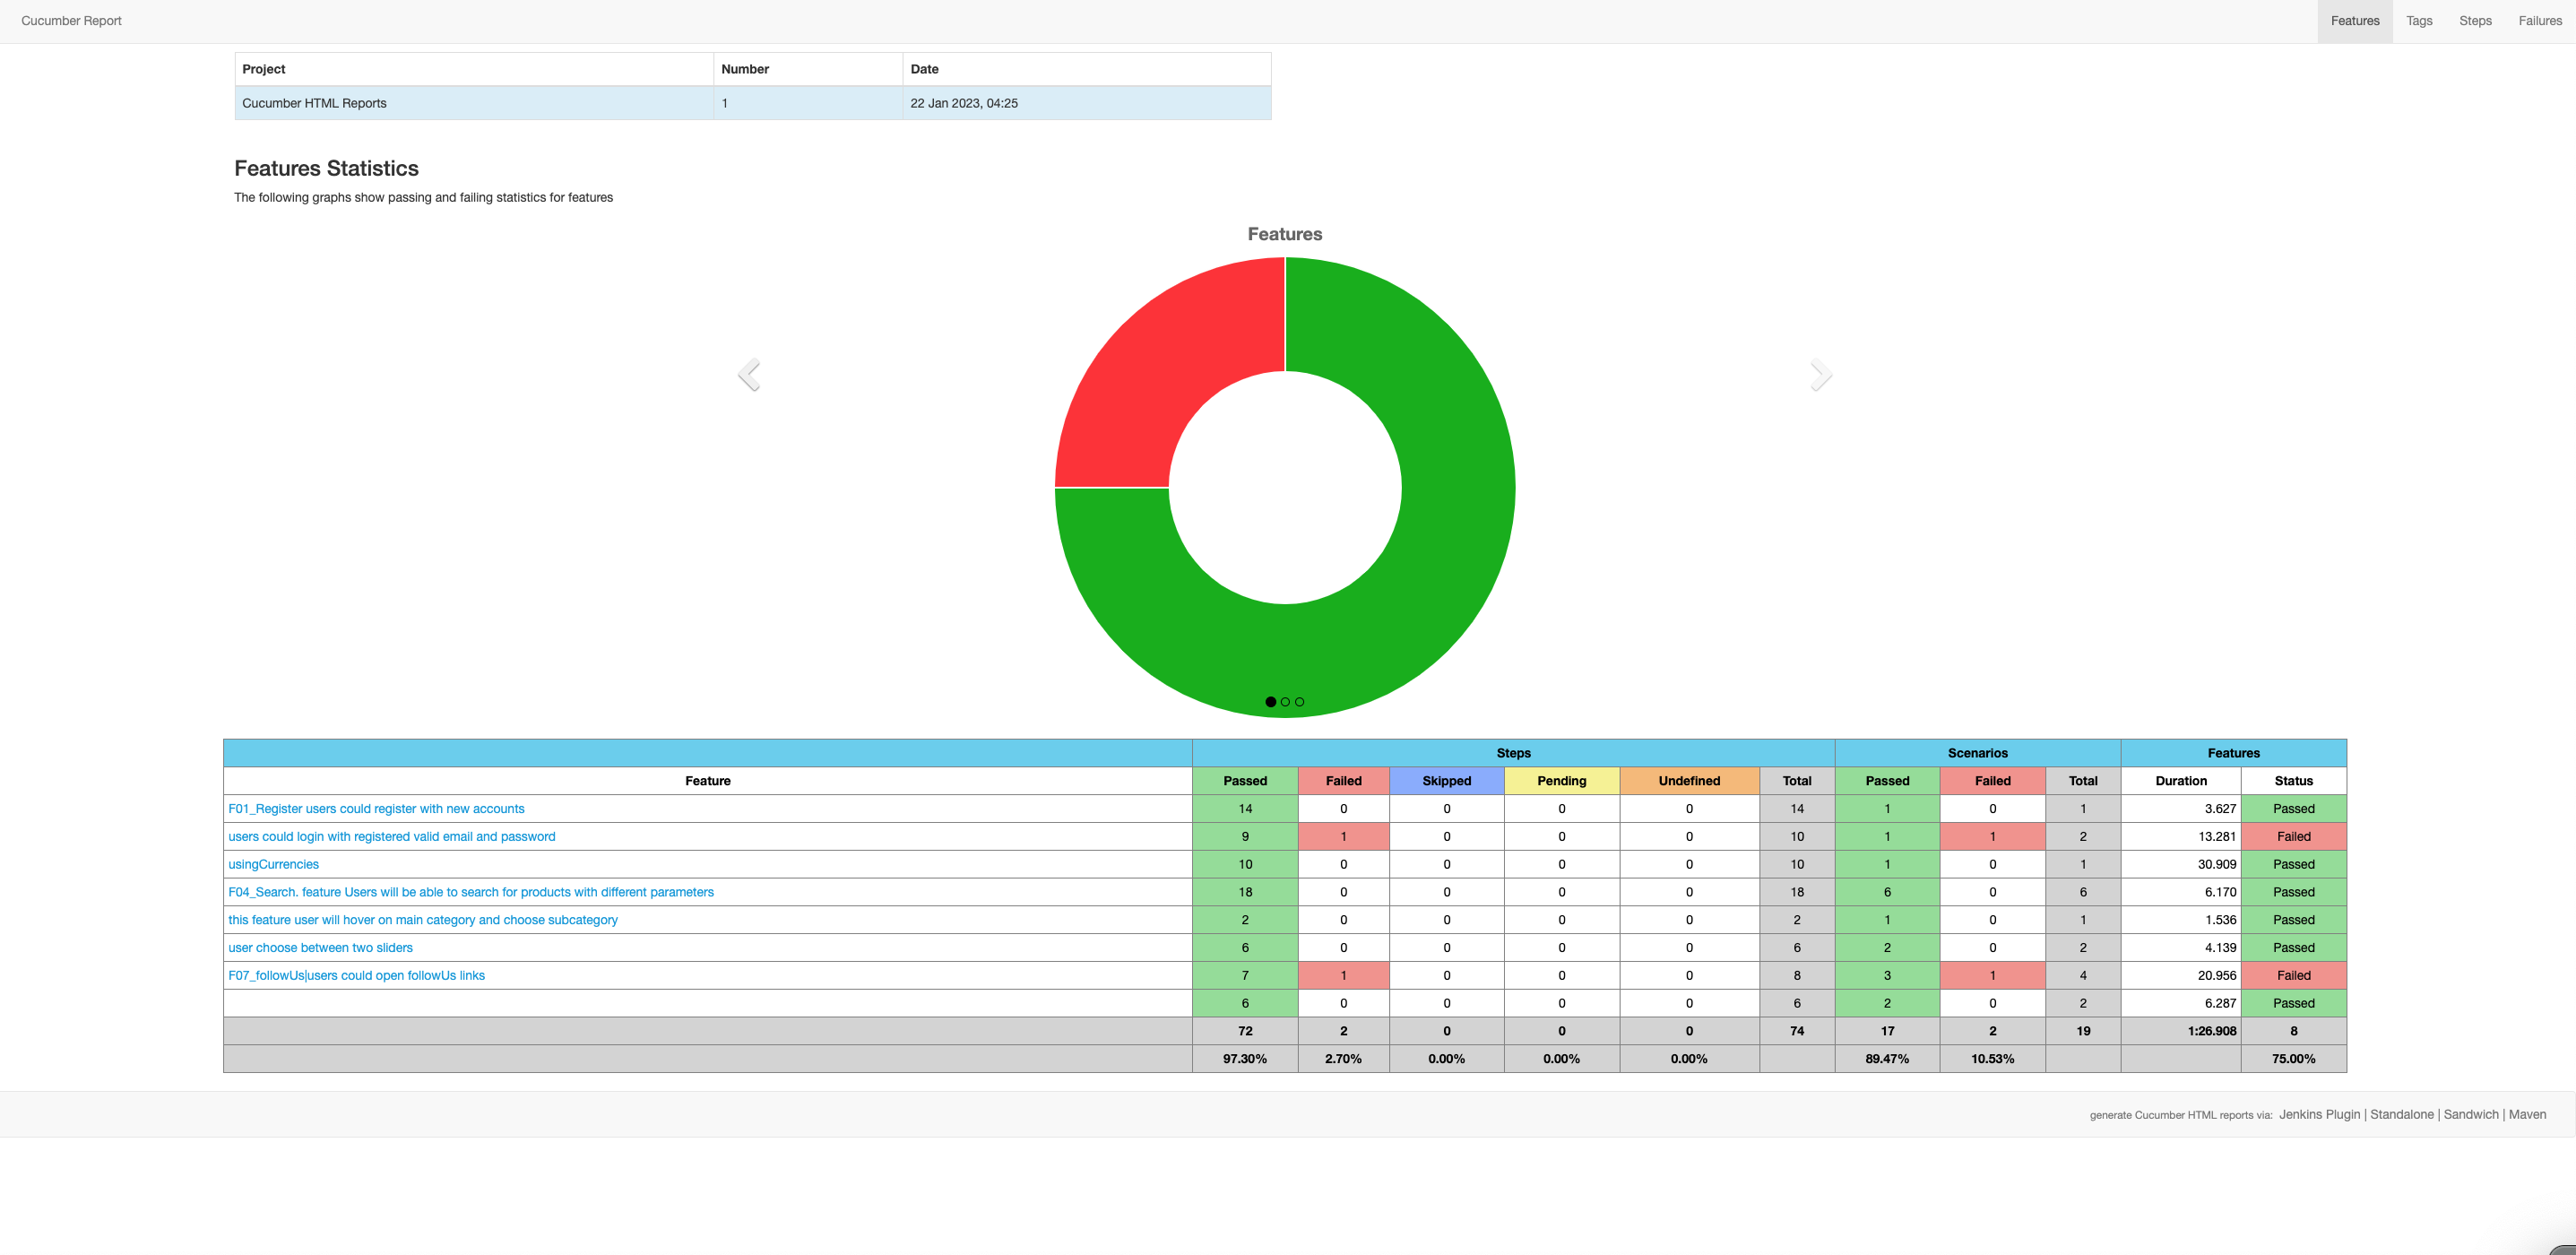 Cucumber Report Features Tags Steps Failures
Project Number Date
Cucumber HTML Reports 1 22 Jan 2023, 04:25
Features Statistics
The following graphs show passing and failing statistics for features
Features
Steps Scenarios Features
Feature Passed Failed Skipped Pending Undefined Total Passed Failed Total Duration Status
F01_Register users could register with new accounts 14 0 0 0 0 14 1 0 1 3.627 Passed
users could login with registered valid email and password 9 1 0 0 0 10 1 1 2 13.281 Failed
usingCurrencies 10 0 0 0 0 10 1 0 1 30.909 Passed
F04_Search. feature Users will be able to search for products with different parameters 18 0 0 0 0 18 6 0 6 6.170 Passed
this feature user will hover on main category and choose subcategory 2 0 0 0 0 2 1 0 1 1.536 Passed
user choose between two sliders 6 0 0 0 0 6 2 0 2 4.139 Passed
F07_followUs|users could open followUs links 7 1 0 0 0 8 3 1 4 20.956 Failed
6 0 0 0 0 6 2 0 2 6.287 Passed
72 2 0 0 0 74 17 2 19 1:26.908 8
97.30% 2.70% 0.00% 0.00% 0.00% 89.47% 10.53% 75.00%
generate Cucumber HTML reports via: Jenkins Plugin | Standalone | Sandwich | Maven